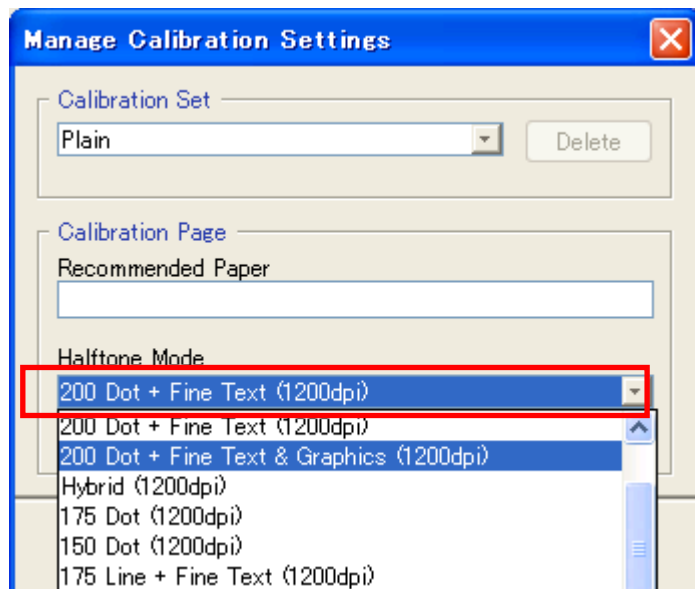 Manage Calibration Settings
Calibration Set
Plain
Delete
Calibration Page
Recommended Paper
Halftone Mode
200 Dot + Fine Text (1200dpi)
200 Dot + Fine Text (1200dpi)
200 Dot + Fine Text & Graphics (1200dpi)
Hybrid (1200dpi)
175 Dot (1200dpi)
150 Dot (1200dpi)
175 Line + Fine Text (1200dpi)